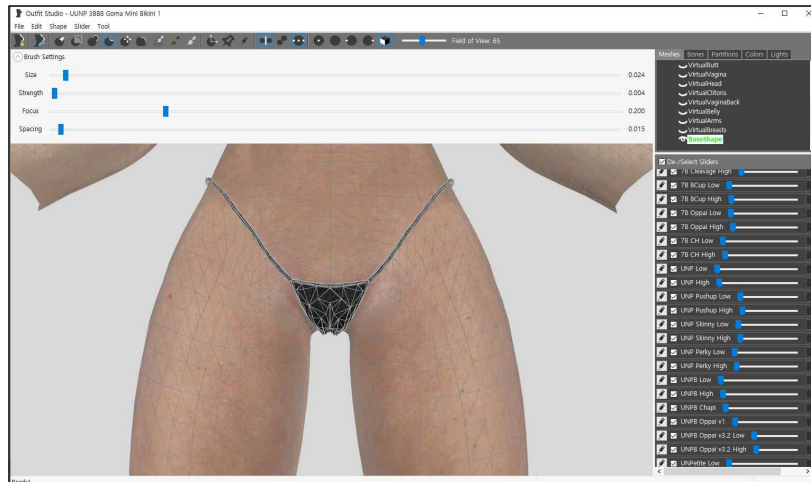 Outfit Studio - UUNP 3BBB Goma Mini Bikini 1
File Edit Shape Slider Tool
Field of View: 65
Brush Settings
Size 0.024
Strength 0.004
Focus 0.200
Spacing 0.015
Meshes Bones Partitions Colors Lights
VirtualButt
VirtualVagina
VirtualHead
VirtualClitoris
VirtualVaginaBack
VirtualBelly
VirtualArms
VirtualBreasts
BaseShape
De-/Select Sliders
7B Cleavage High
7B BCup Low
7B BCup High
7B Oppai Low
7B Oppai High
7B CH Low
7B CH High
UNP Low
UNP High
UNP Pushup Low
UNP Pushup High
UNP Skinny Low
UNP Skinny High
UNP Perky Low
UNP Perky High
UNPB Low
UNPB High
UNPB Chapi
UNPB Oppai v1
UNPB Oppai v3.2 Low
UNPB Oppai v3.2 High
UNPetite Low
Ready!